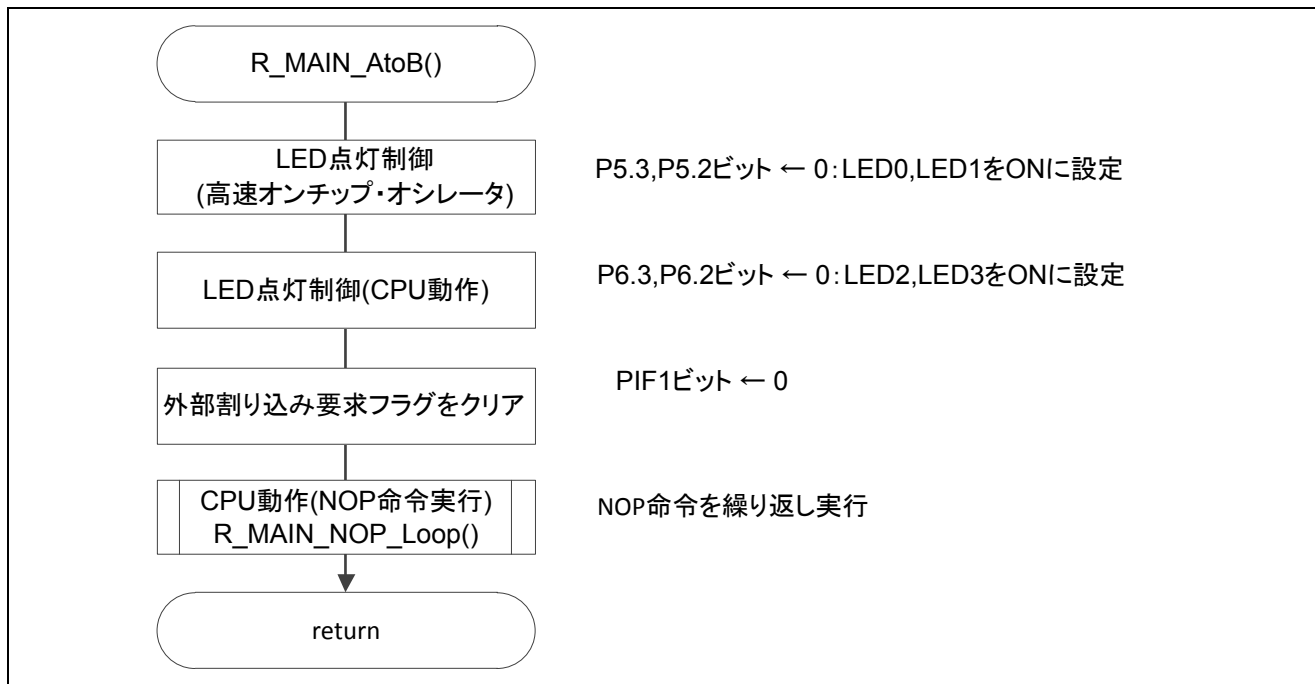 R_MAIN_AtoB()
LED点灯制御
(高速オンチップ・オシレータ)
P5.3,P5.2ビット ← 0:LED0,LED1をONに設定
LED点灯制御(CPU動作)
P6.3,P6.2ビット ← 0:LED2,LED3をONに設定
外部割り込み要求フラグをクリア
PIF1ビット ← 0
CPU動作(NOP命令実行)
R_MAIN_NOP_Loop()
NOP命令を繰り返し実行
return